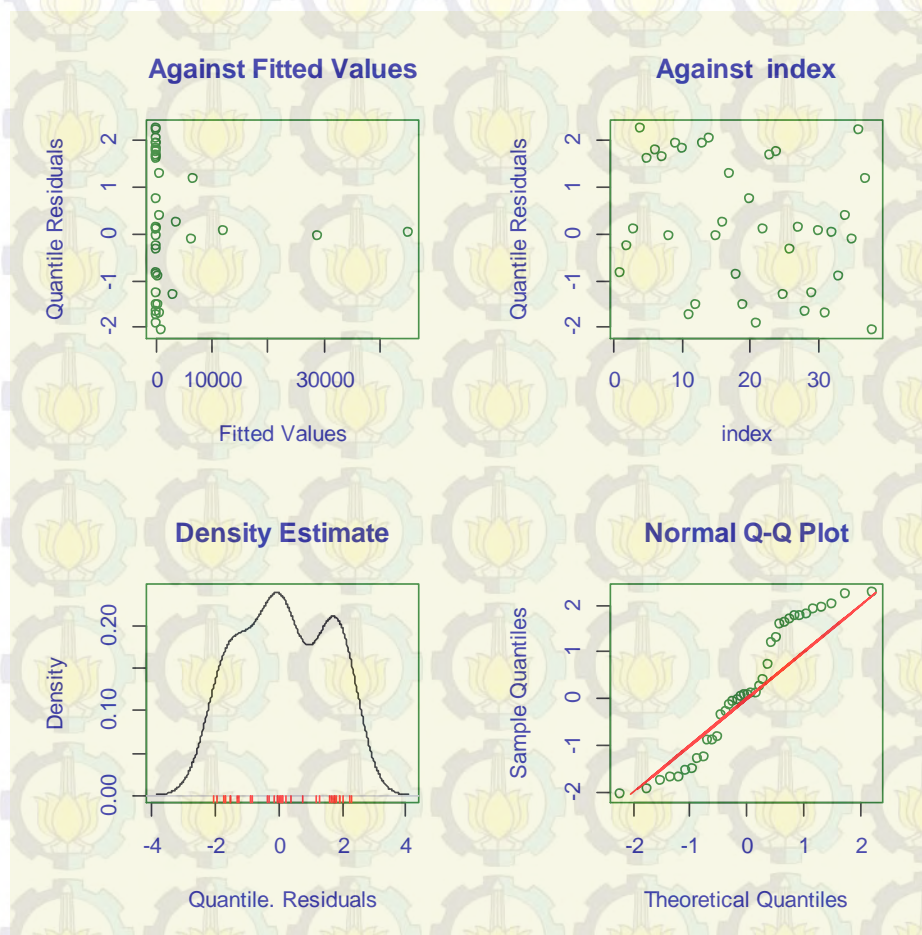 Against Fitted Values
Quantile Residuals
2
1
0
-1
-2
0 10000 30000
Fitted Values
Against index
Quantile Residuals
2
1
0
-1
-2
0 10 20 30
index
Density Estimate
Density
0.20
0.10
0.00
-4 -2 0 2 4
Quantile. Residuals
Normal Q-Q Plot
Sample Quantiles
2
1
0
-1
-2
-2 -1 0 1 2
Theoretical Quantiles